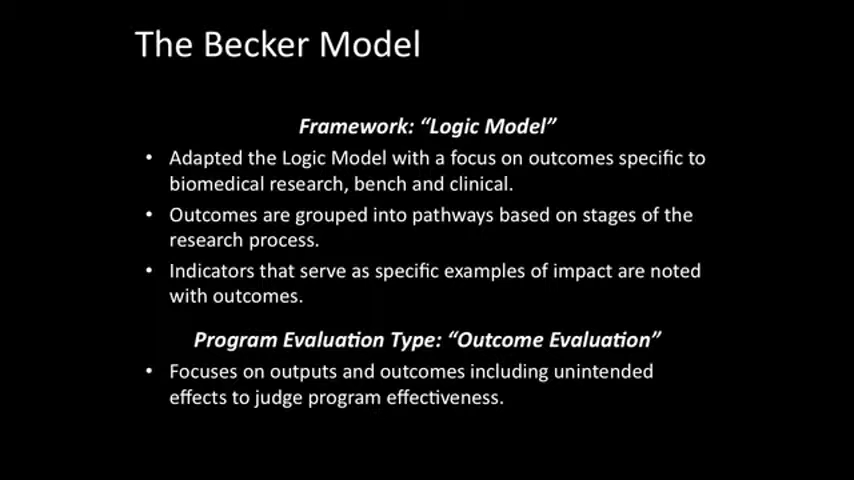 The Becker Model
Framework: “Logic Model”
• Adapted the Logic Model with a focus on outcomes specific to
biomedical research, bench and clinical.
• Outcomes are grouped into pathways based on stages of the
research process.
• Indicators that serve as specific examples of impact are noted
with outcomes.
Program Evaluation Type: “Outcome Evaluation”
• Focuses on outputs and outcomes including unintended
effects to judge program effectiveness.